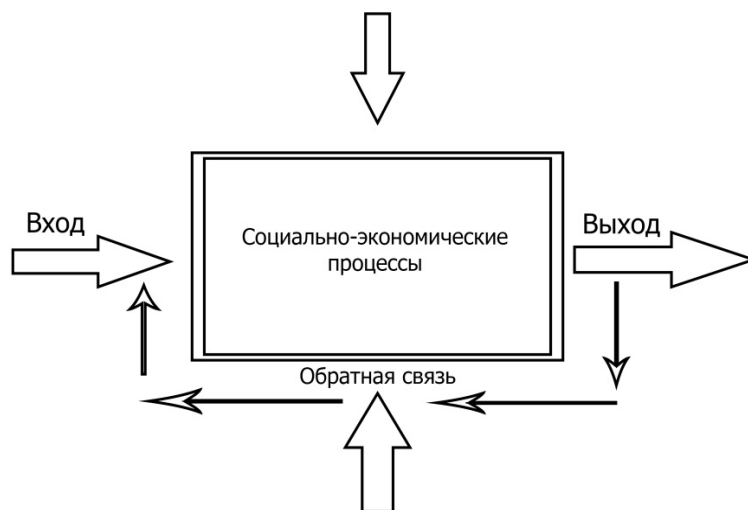 Вход
Выход
Социально-экономические
процессы
Обратная связь